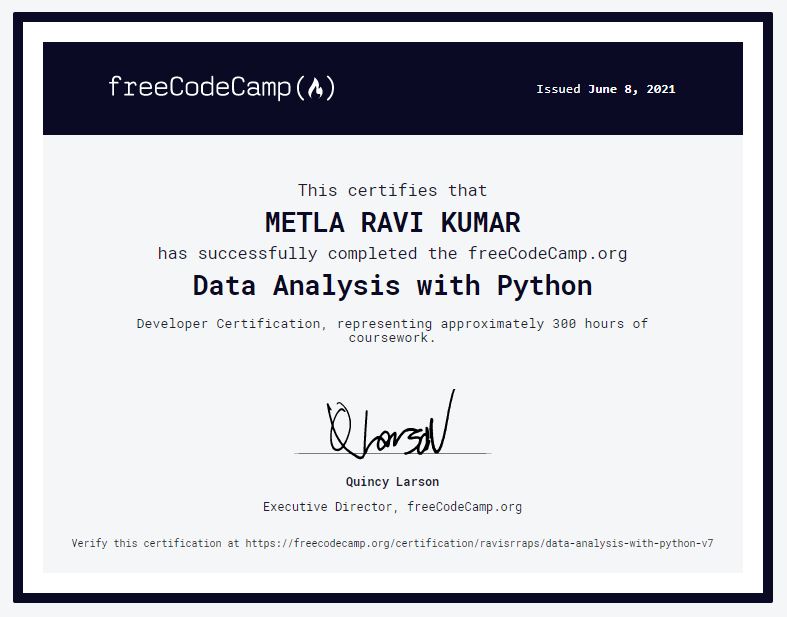 freeCodeCamp(🔥)
Issued June 8, 2021
This certifies that
METLA RAVI KUMAR
has successfully completed the freeCodeCamp.org
Data Analysis with Python
Developer Certification, representing approximately 300 hours of
coursework.
QLarson
Quincy Larson
Executive Director, freeCodeCamp.org
Verify this certification at https://freecodecamp.org/certification/ravisrraps/data-analysis-with-python-v7